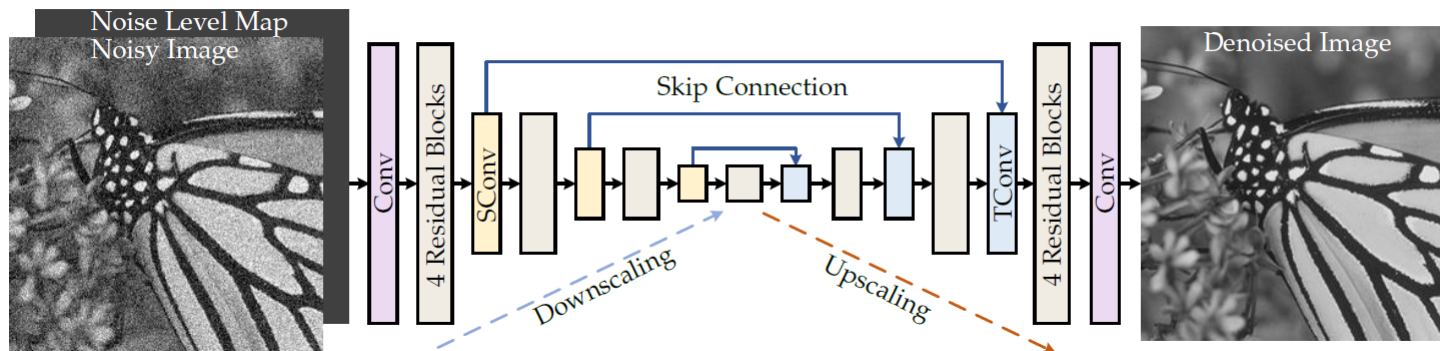 Noise Level Map
Noisy Image
Conv
4 Residual Blocks
SConv
Skip Connection
Downscaling
Upscaling
TConv
4 Residual Blocks
Conv
Denoised Image